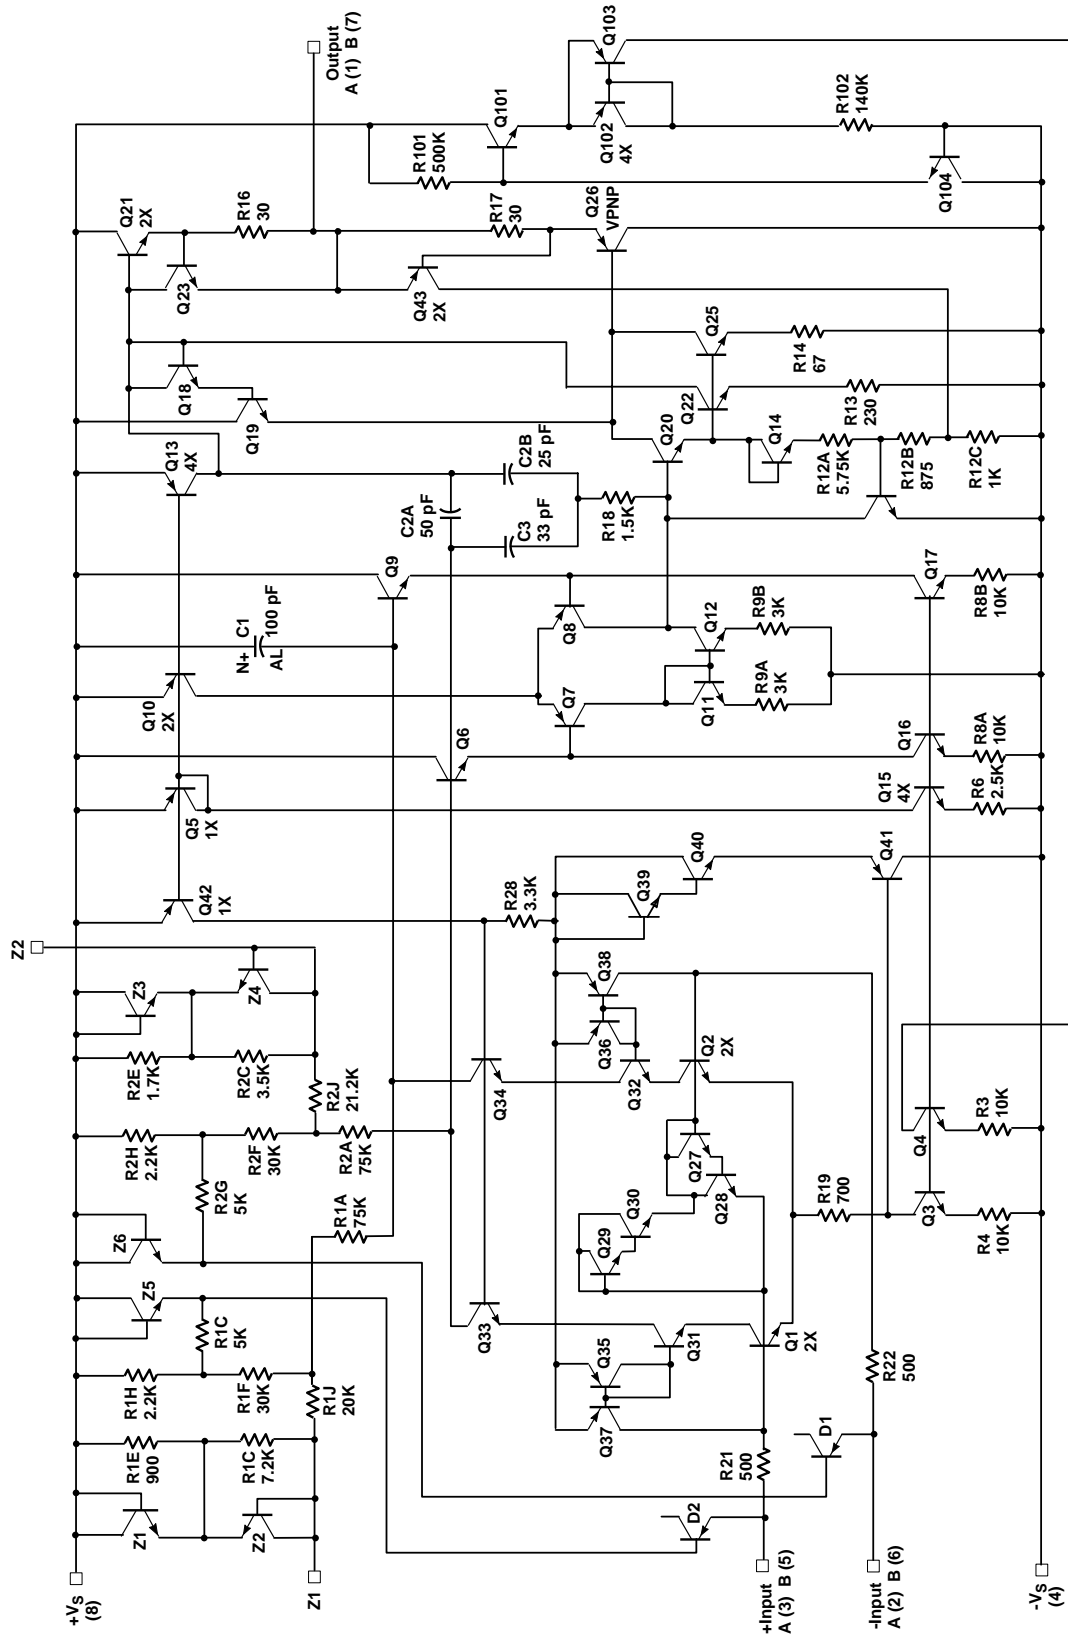 +VS
(8)
Z1
Z2
R1E
900
R1C
7.2K
R1H
2.2K
R1F
30K
R1J
20K
Z5
R1C
5K
Z6
R1A
75K
R2H
2.2K
R2G
5K
R2F
30K
R2A
75K
R2E
1.7K
R2C
3.5K
R2J
21.2K
Z3
Z4
Z2
Z1
Q42
1X
Q5
1X
Q10
2X
N+
C1
AL
100 pF
Q13
4X
Q18
Q19
Q23
Q21
2X
R16
30
Output
A (1) B (7)
R101
500K
Q101
Q103
Q102
4X
R102
140K
Q104
R17
30
Q26
VPNP
Q43
2X
Q9
Q6
C2A
50 pF
C2B
25 pF
C3
33 pF
R18
1.5K
Q7
Q8
Q20
Q22
Q25
R14
67
R13
230
Q14
R12A
5.75K
R12B
875
R12C
1K
Q11
Q12
R9A
3K
R9B
3K
Q16
Q17
R8A
10K
R8B
10K
Q15
4X
R6
2.5K
R28
3.3K
Q33
Q34
Q35
Q37
Q31
Q29
Q30
Q27
Q28
Q36
Q38
Q32
Q39
Q40
Q41
Q1
2X
Q2
2X
R19
700
D2
R21
500
D1
R22
500
Q3
Q4
R4
10K
R3
10K
+Input
A (3) B (5)
-Input
A (2) B (6)
-VS
(4)